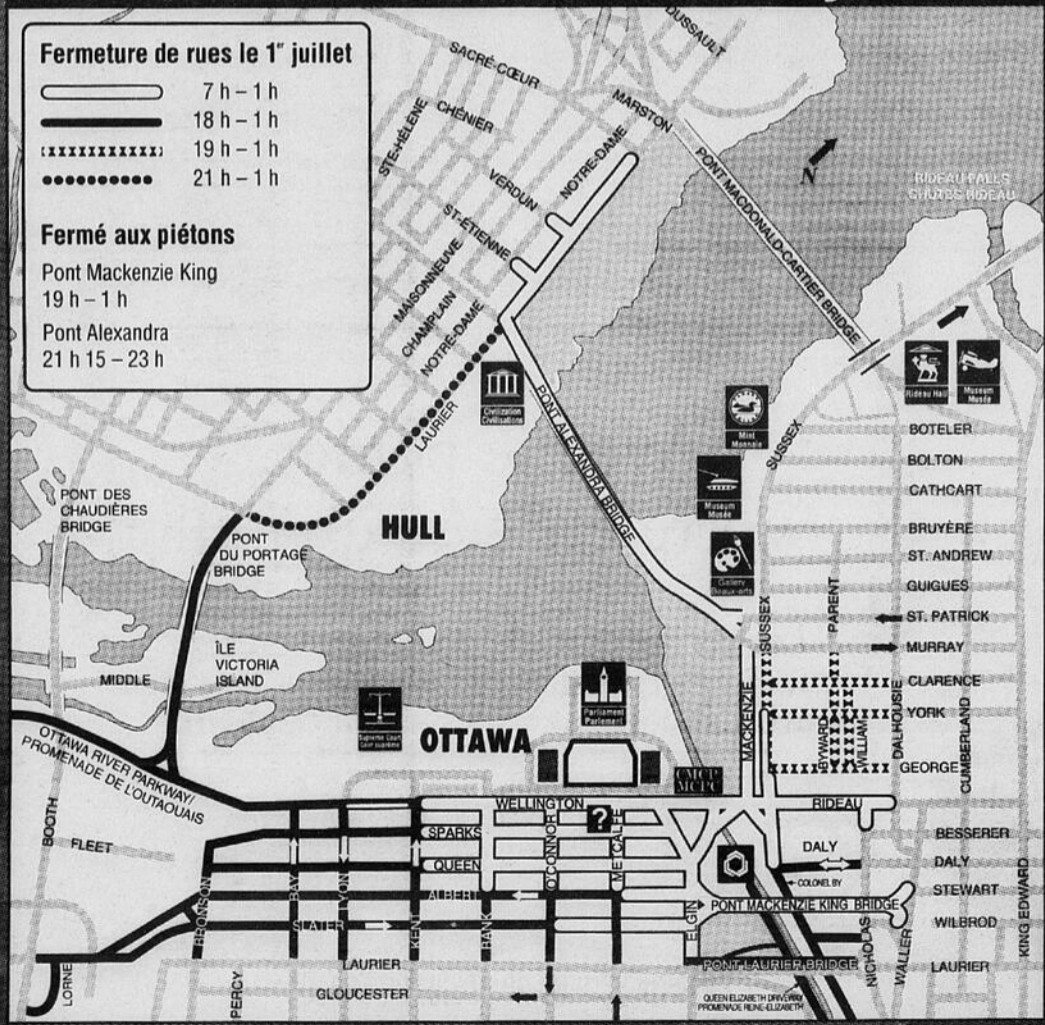 Fermeture de rues le 1er juillet
7 h – 1 h
18 h – 1 h
19 h – 1 h
21 h – 1 h
Fermé aux piétons
Pont Mackenzie King
19 h – 1 h
Pont Alexandra
21 h 15 – 23 h
DUSSAULT
SACRÉ-CŒUR
MARSTON
STE-HÉLÈNE
CHÉNIER
VERDUN
NOTRE-DAME
ST-ÉTIENNE
MAISONNEUVE
CHAMPLAIN
NOTRE-DAME
LAURIER
PONT MACDONALD-CARTIER BRIDGE
N
RIDEAU FALLS
CHUTES RIDEAU
Rideau Hall
Museum
Musée
Civilization
Civilisations
PONT ALEXANDRA BRIDGE
Mint
Monnaie
Museum
Musée
Gallery
Beaux-arts
SUSSEX
BOTELER
BOLTON
CATHCART
BRUYÈRE
ST. ANDREW
GUIGUES
ST. PATRICK
MURRAY
CLARENCE
YORK
GEORGE
SUSSEX
PARENT
MACKENZIE
BYWARD
WILLIAM
DALHOUSIE
CUMBERLAND
PONT DES
CHAUDIÈRES
BRIDGE
PONT
DU PORTAGE
BRIDGE
HULL
ÎLE
VICTORIA
ISLAND
MIDDLE
OTTAWA RIVER PARKWAY/
PROMENADE DE L'OUTAOUAIS
Supreme Court
Cour suprême
OTTAWA
Parliament
Parlement
CMCP
MCPC
BOOTH
FLEET
WELLINGTON
RIDEAU
?
SPARKS
QUEEN
ALBERT
SLATER
BRONSON
BAY
LYON
KENT
BANK
O'CONNOR
METCALFE
ELGIN
DALY
COLONEL BY
PONT MACKENZIE KING BRIDGE
BESSERER
DALY
STEWART
WILBROD
LAURIER
KING EDWARD
NICHOLAS
WALLER
PONT LAURIER BRIDGE
LORNE
PERCY
LAURIER
GLOUCESTER
QUEEN ELIZABETH DRIVEWAY
PROMENADE REINE-ELIZABETH